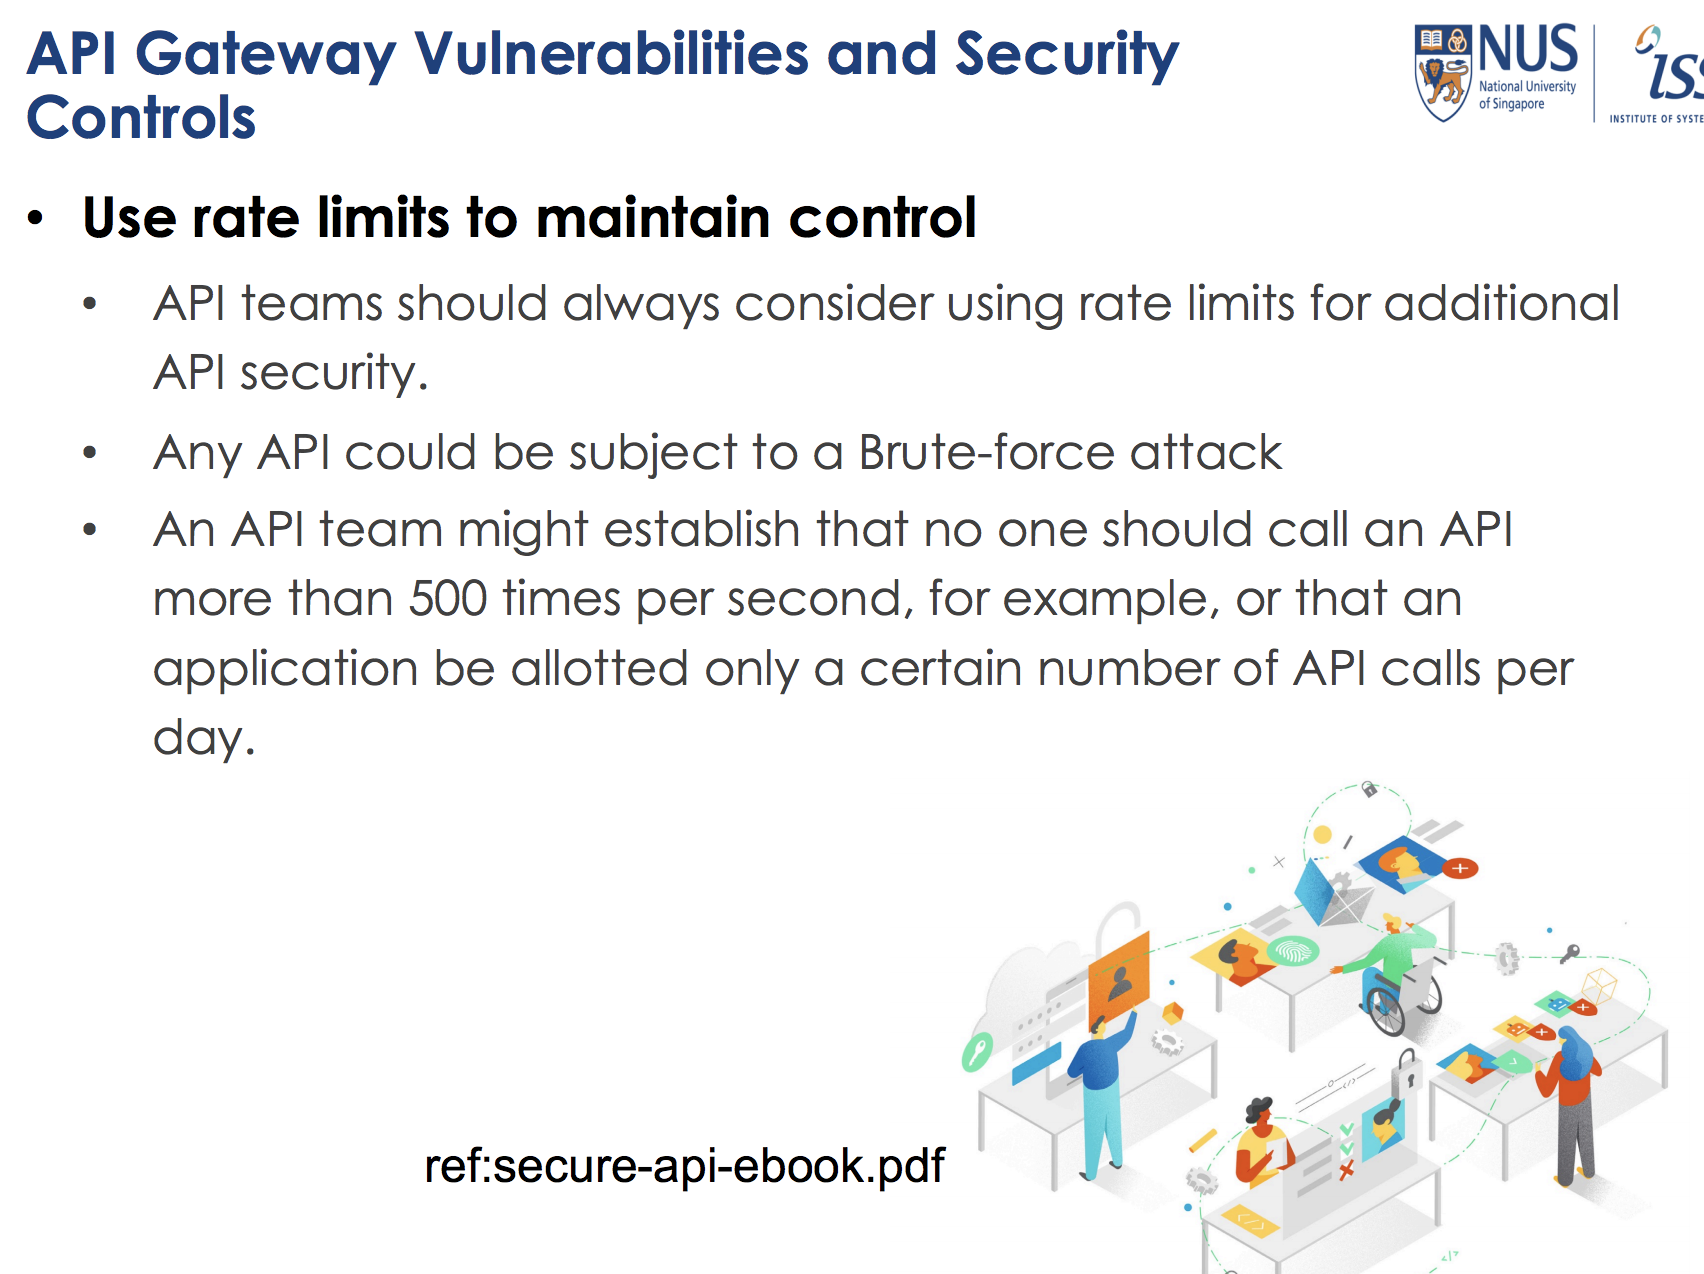 API Gateway Vulnerabilities and Security
Controls
NUS
National University
of Singapore
iss
INSTITUTE OF SYSTE
• Use rate limits to maintain control
• API teams should always consider using rate limits for additional
API security.
• Any API could be subject to a Brute-force attack
• An API team might establish that no one should call an API
more than 500 times per second, for example, or that an
application be allotted only a certain number of API calls per
day.
ref:secure-api-ebook.pdf